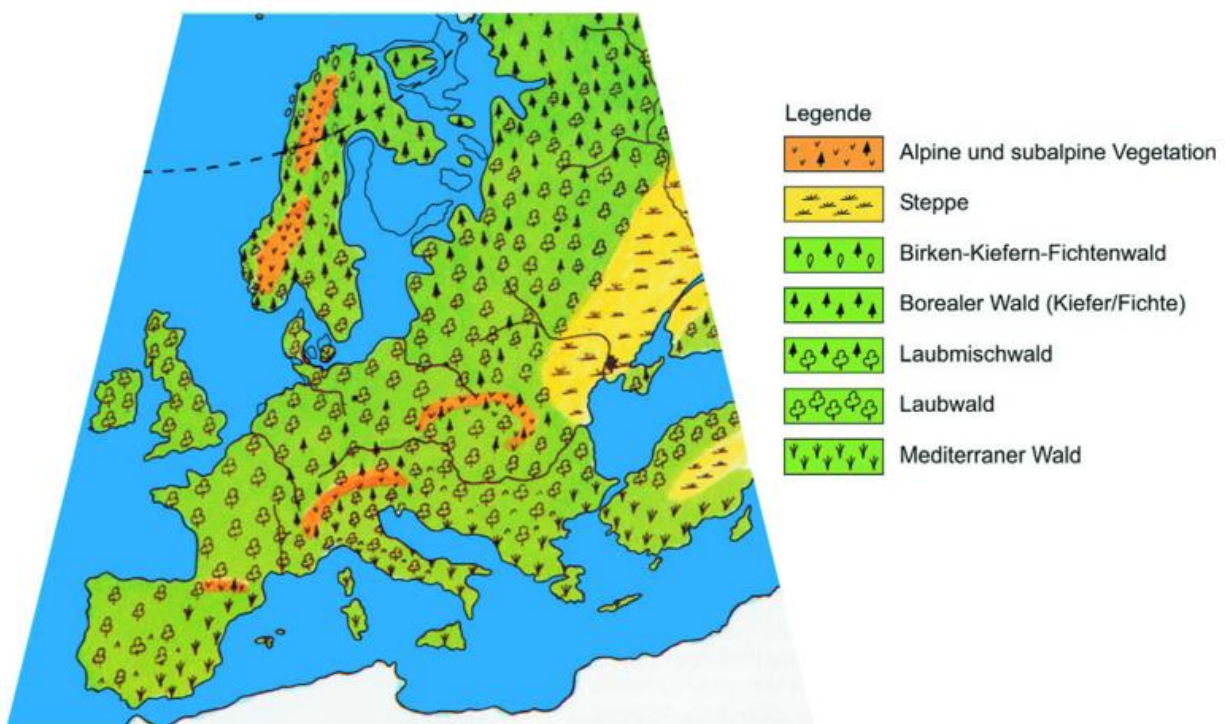 Legende
Alpine und subalpine Vegetation
Steppe
Birken-Kiefern-Fichtenwald
Borealer Wald (Kiefer/Fichte)
Laubmischwald
Laubwald
Mediterraner Wald